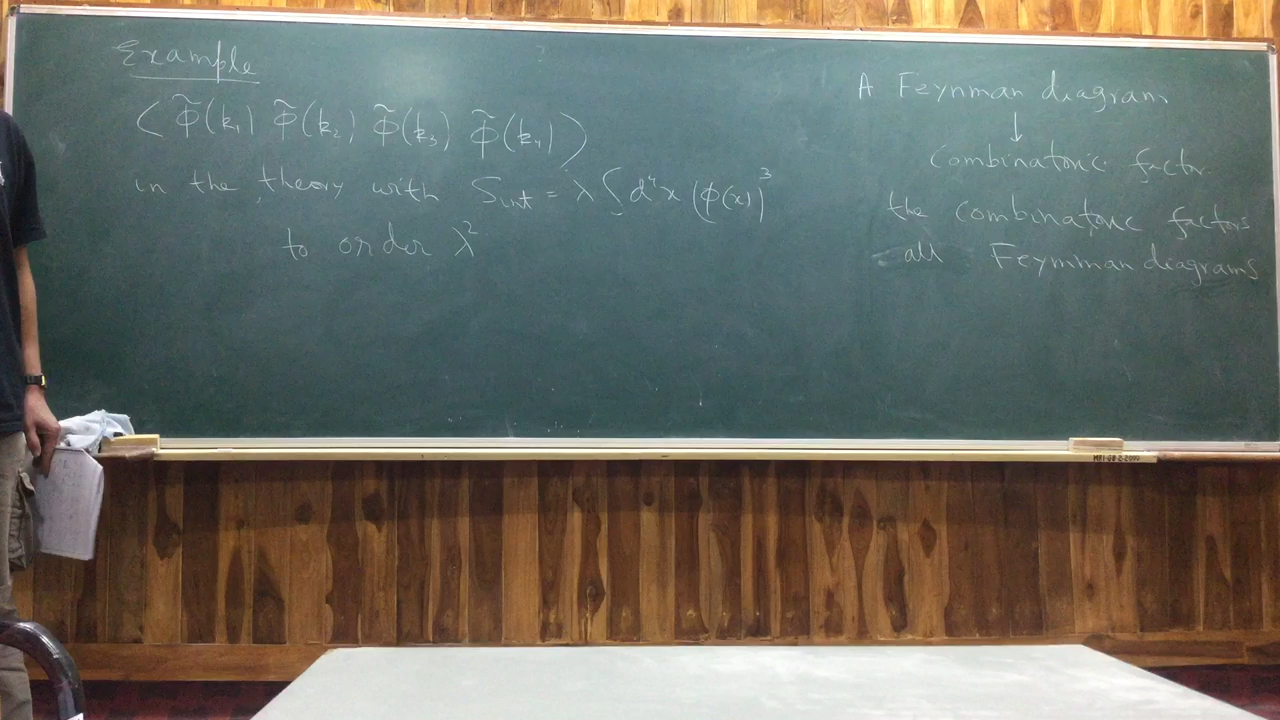 Example
⟨ φ̃(k₁) φ̃(k₂) φ̃(k₃) φ̃(k₄) ⟩
in the theory with S_int = λ ∫ d⁴x (φ(x))³
to order λ²
A Feynman diagram
↓
Combinatoric factor
the combinatoric factors
all Feynman diagrams